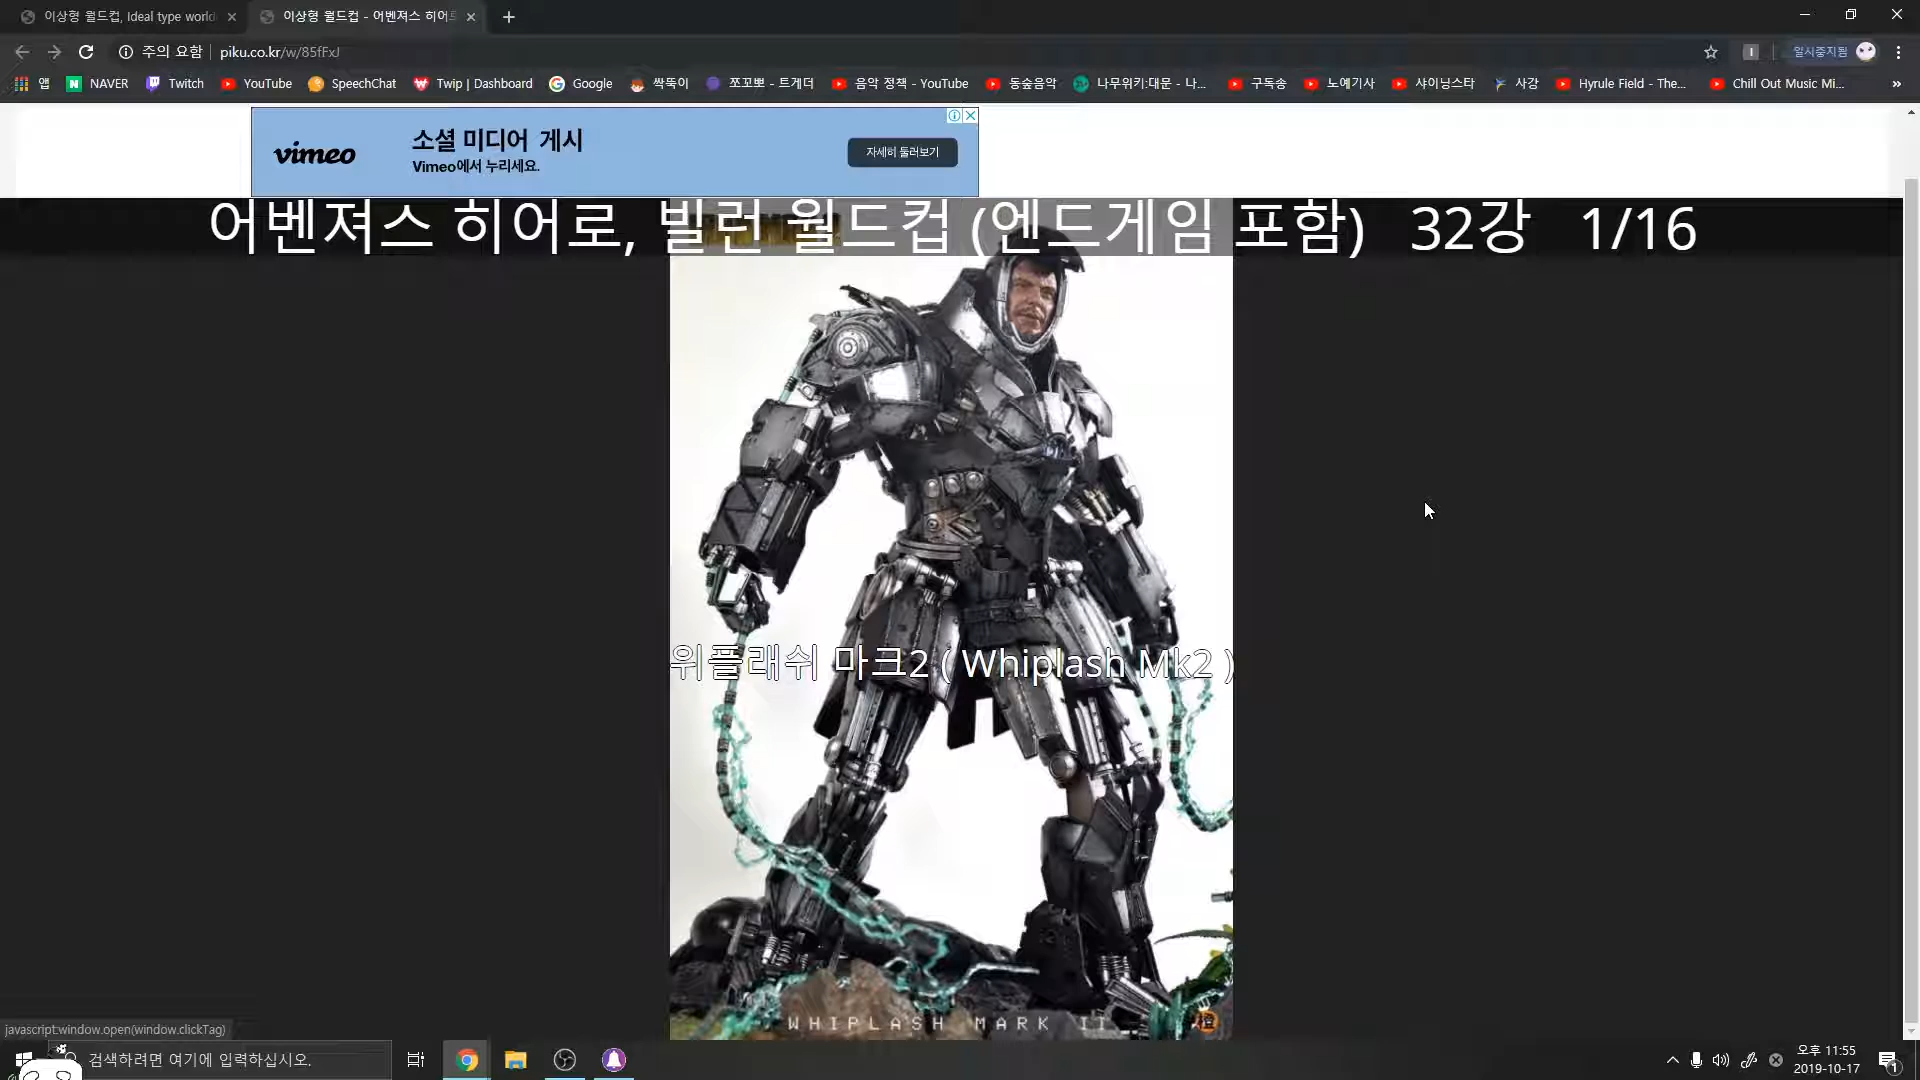 이상형 월드컵, Ideal type world
이상형 월드컵 - 어벤져스 히어로
주의 요함
piku.co.kr/w/85fFxJ
일시중지됨
앱
NAVER
Twitch
YouTube
SpeechChat
Twip | Dashboard
Google
싹뚝이
쪼꼬뽀 - 트게더
음악 정책 - YouTube
동숲음악
나무위키:대문 - 나...
구독송
노예기사
샤이닝스타
사강
Hyrule Field - The...
Chill Out Music Mi...
»
vimeo
소셜 미디어 게시
Vimeo에서 누리세요.
자세히 둘러보기
어벤져스 히어로, 빌런 월드컵 (엔드게임 포함) 32강 1/16
위플래쉬 마크2 ( Whiplash Mk2 )
WHIPLASH MARK II
javascript:window.open(window.clickTag)
검색하려면 여기에 입력하십시오.
오후 11:55
2019-10-17
1